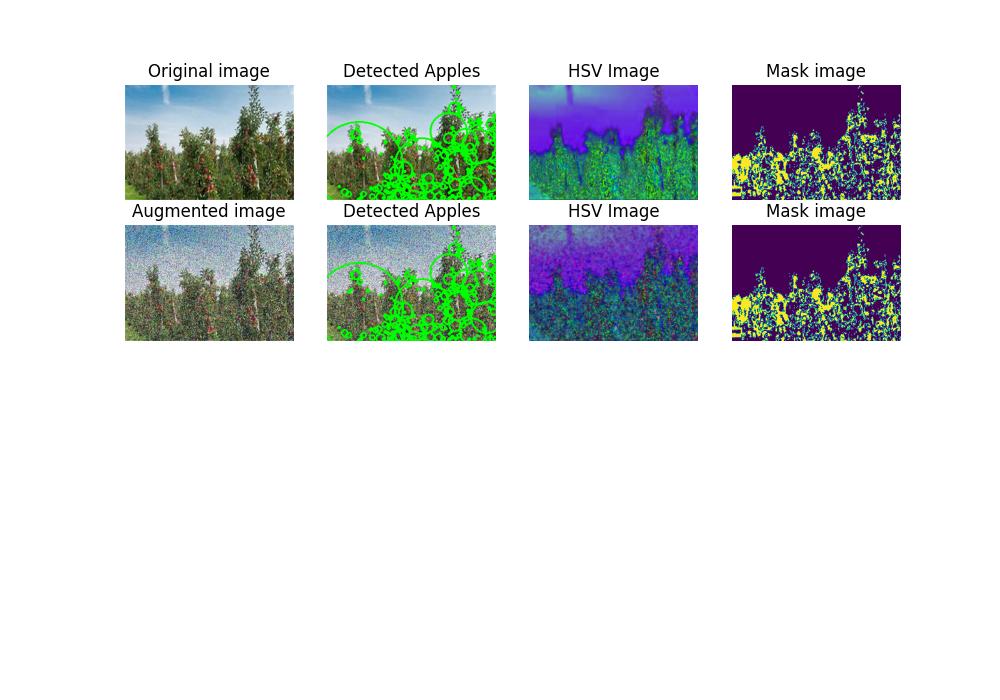 Original image
Detected Apples
HSV Image
Mask image
Augmented image
Detected Apples
HSV Image
Mask image